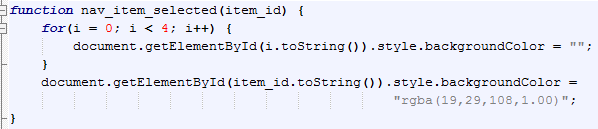 function nav_item_selected(item_id) {
for(i = 0; i < 4; i++) {
document.getElementById(i.toString()).style.backgroundColor = "";
}
document.getElementById(item_id.toString()).style.backgroundColor =
"rgba(19,29,108,1.00)";
}